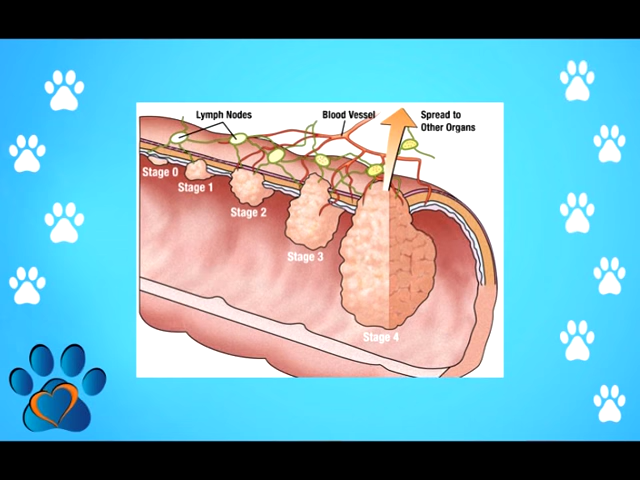 Lymph Nodes
Blood Vessel
Spread to
Other Organs
Stage 0
Stage 1
Stage 2
Stage 3
Stage 4